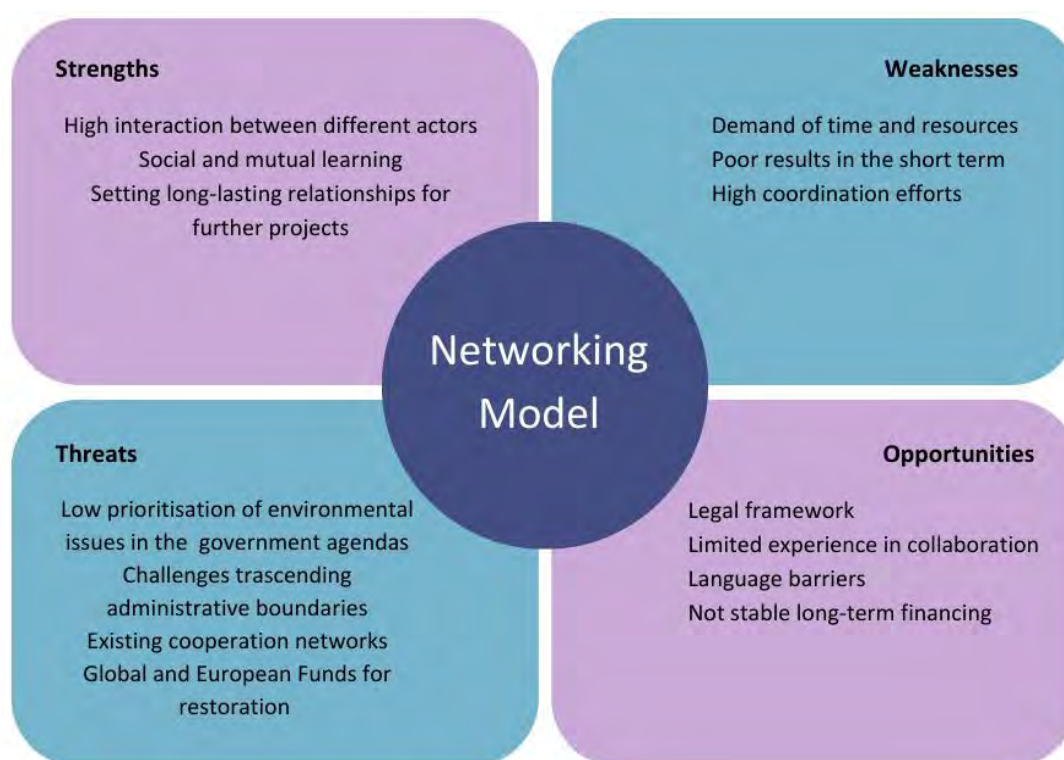 Strengths
High interaction between different actors
Social and mutual learning
Setting long-lasting relationships for
further projects
Weaknesses
Demand of time and resources
Poor results in the short term
High coordination efforts
Networking
Model
Threats
Low prioritisation of environmental
issues in the government agendas
Challenges trascending
administrative boundaries
Existing cooperation networks
Global and European Funds for
restoration
Opportunities
Legal framework
Limited experience in collaboration
Language barriers
Not stable long-term financing